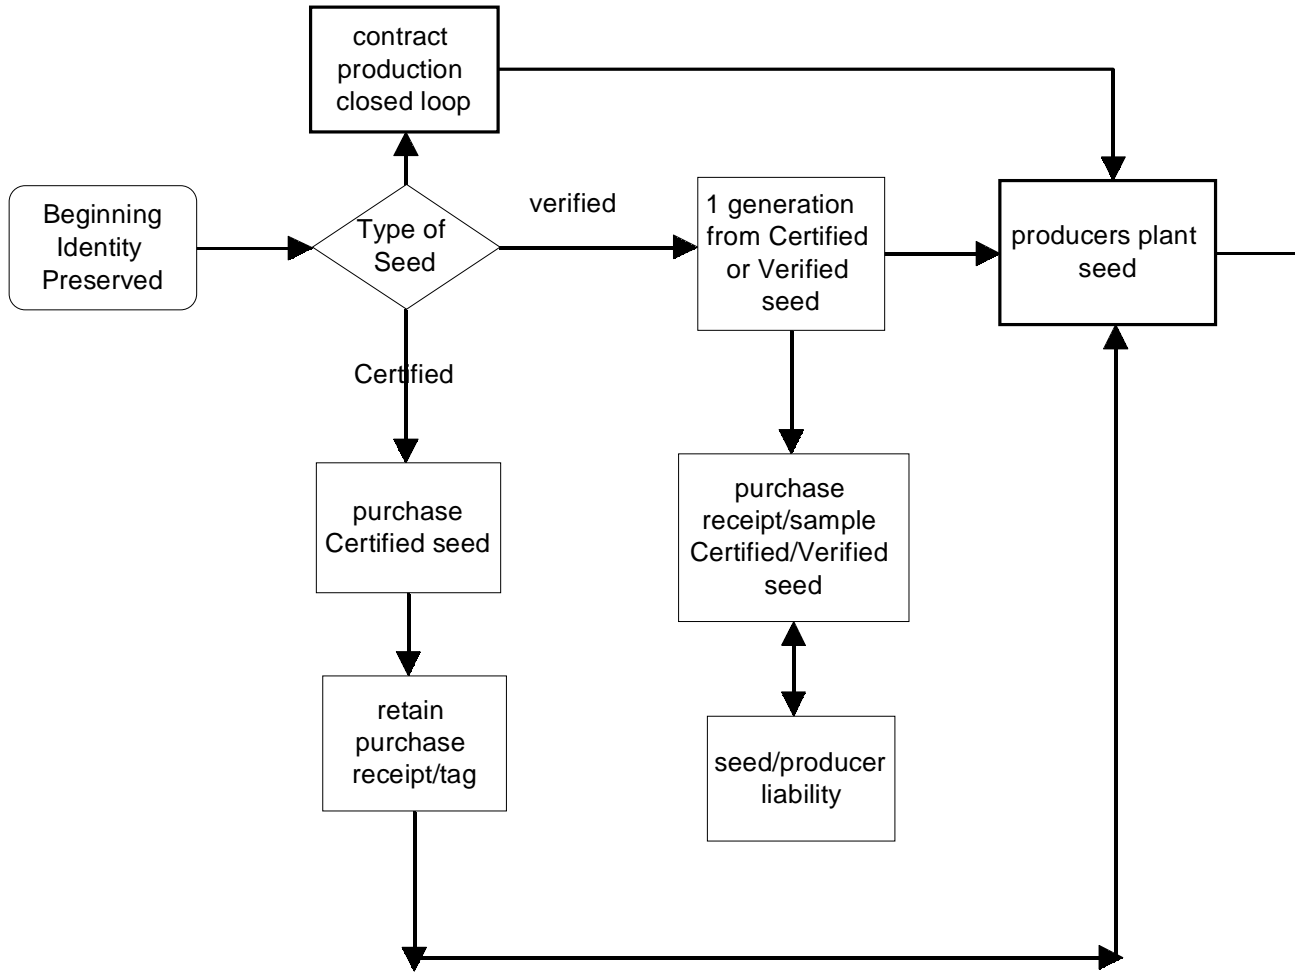 contract
production
closed loop
Beginning
Identity
Preserved
Type of
Seed
verified
1 generation
from Certified
or Verified
seed
producers plant
seed
Certified
purchase
Certified seed
purchase
receipt/sample
Certified/Verified
seed
retain
purchase
receipt/tag
seed/producer
liability